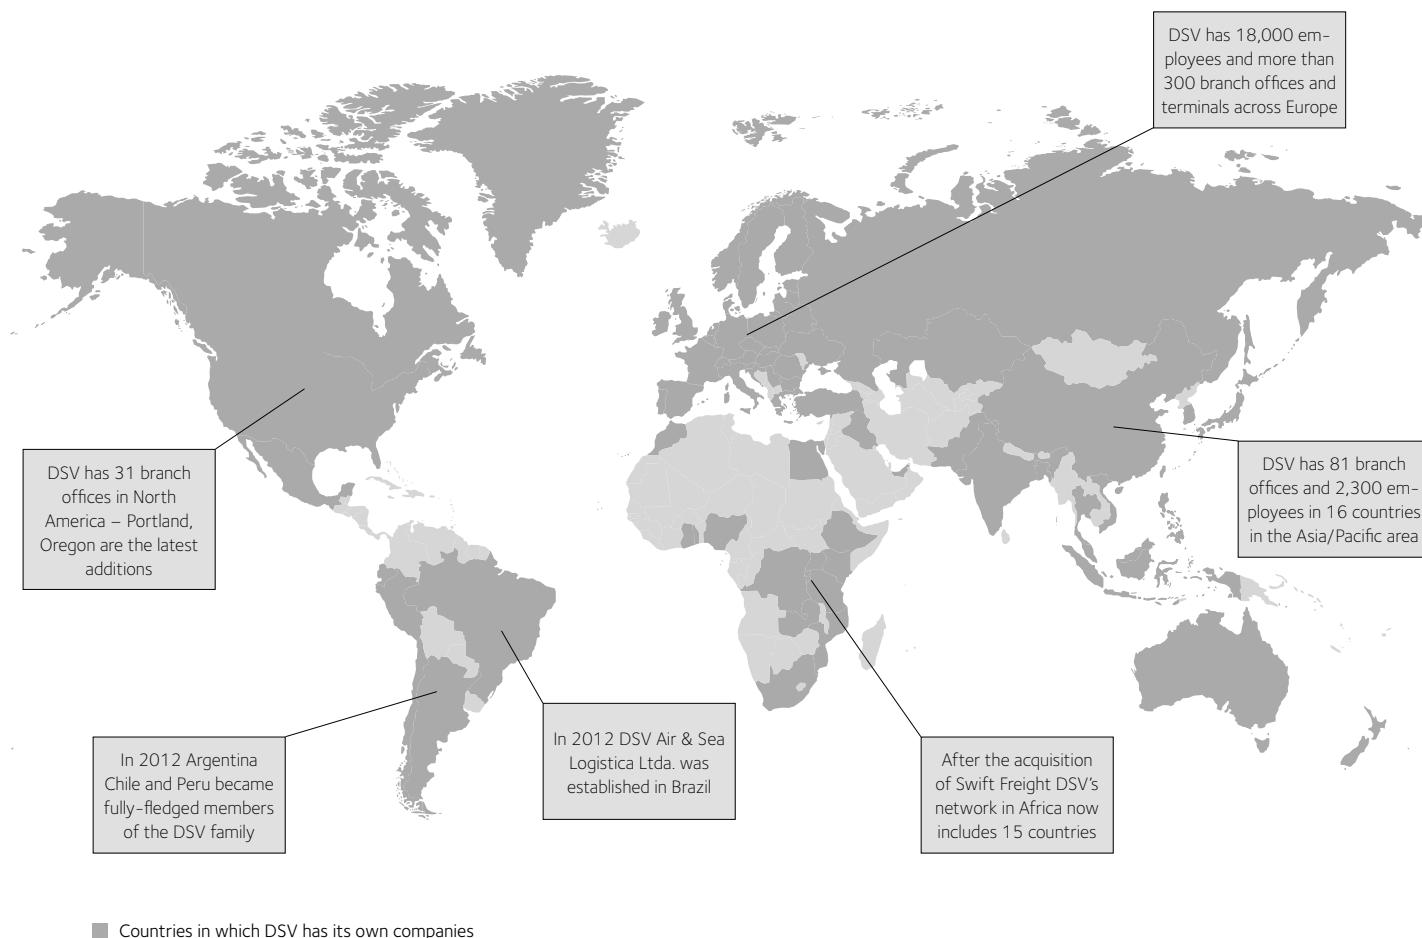 DSV has 18,000 em-
ployees and more than
300 branch offices and
terminals across Europe
DSV has 31 branch
offices in North
America – Portland,
Oregon are the latest
additions
DSV has 81 branch
offices and 2,300 em-
ployees in 16 countries
in the Asia/Pacific area
In 2012 DSV Air & Sea
Logistica Ltda. was
established in Brazil
In 2012 Argentina
Chile and Peru became
fully-fledged members
of the DSV family
After the acquisition
of Swift Freight DSV’s
network in Africa now
includes 15 countries
Countries in which DSV has its own companies